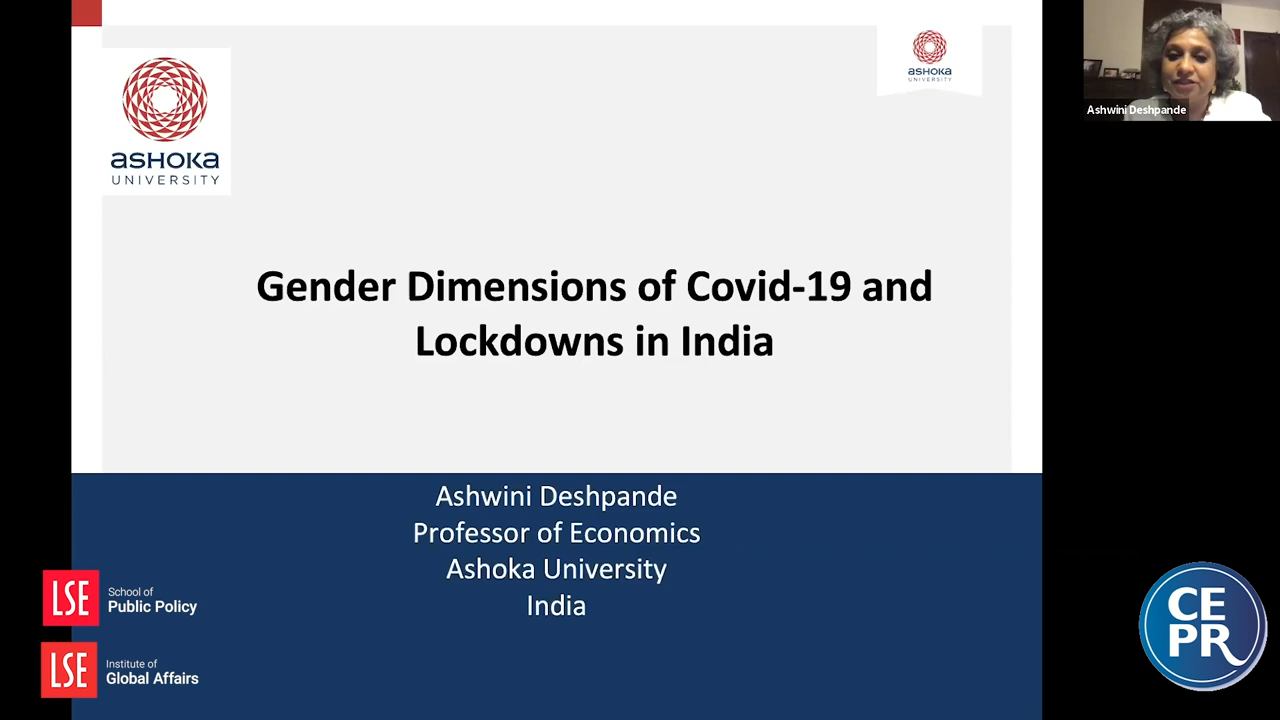 ASHOKA
UNIVERSITY
ASHOKA
UNIVERSITY
Ashwini Deshpande
Gender Dimensions of Covid-19 and
Lockdowns in India
Ashwini Deshpande
Professor of Economics
Ashoka University
India
LSE
School of
Public Policy
LSE
Institute of
Global Affairs
CE
PR